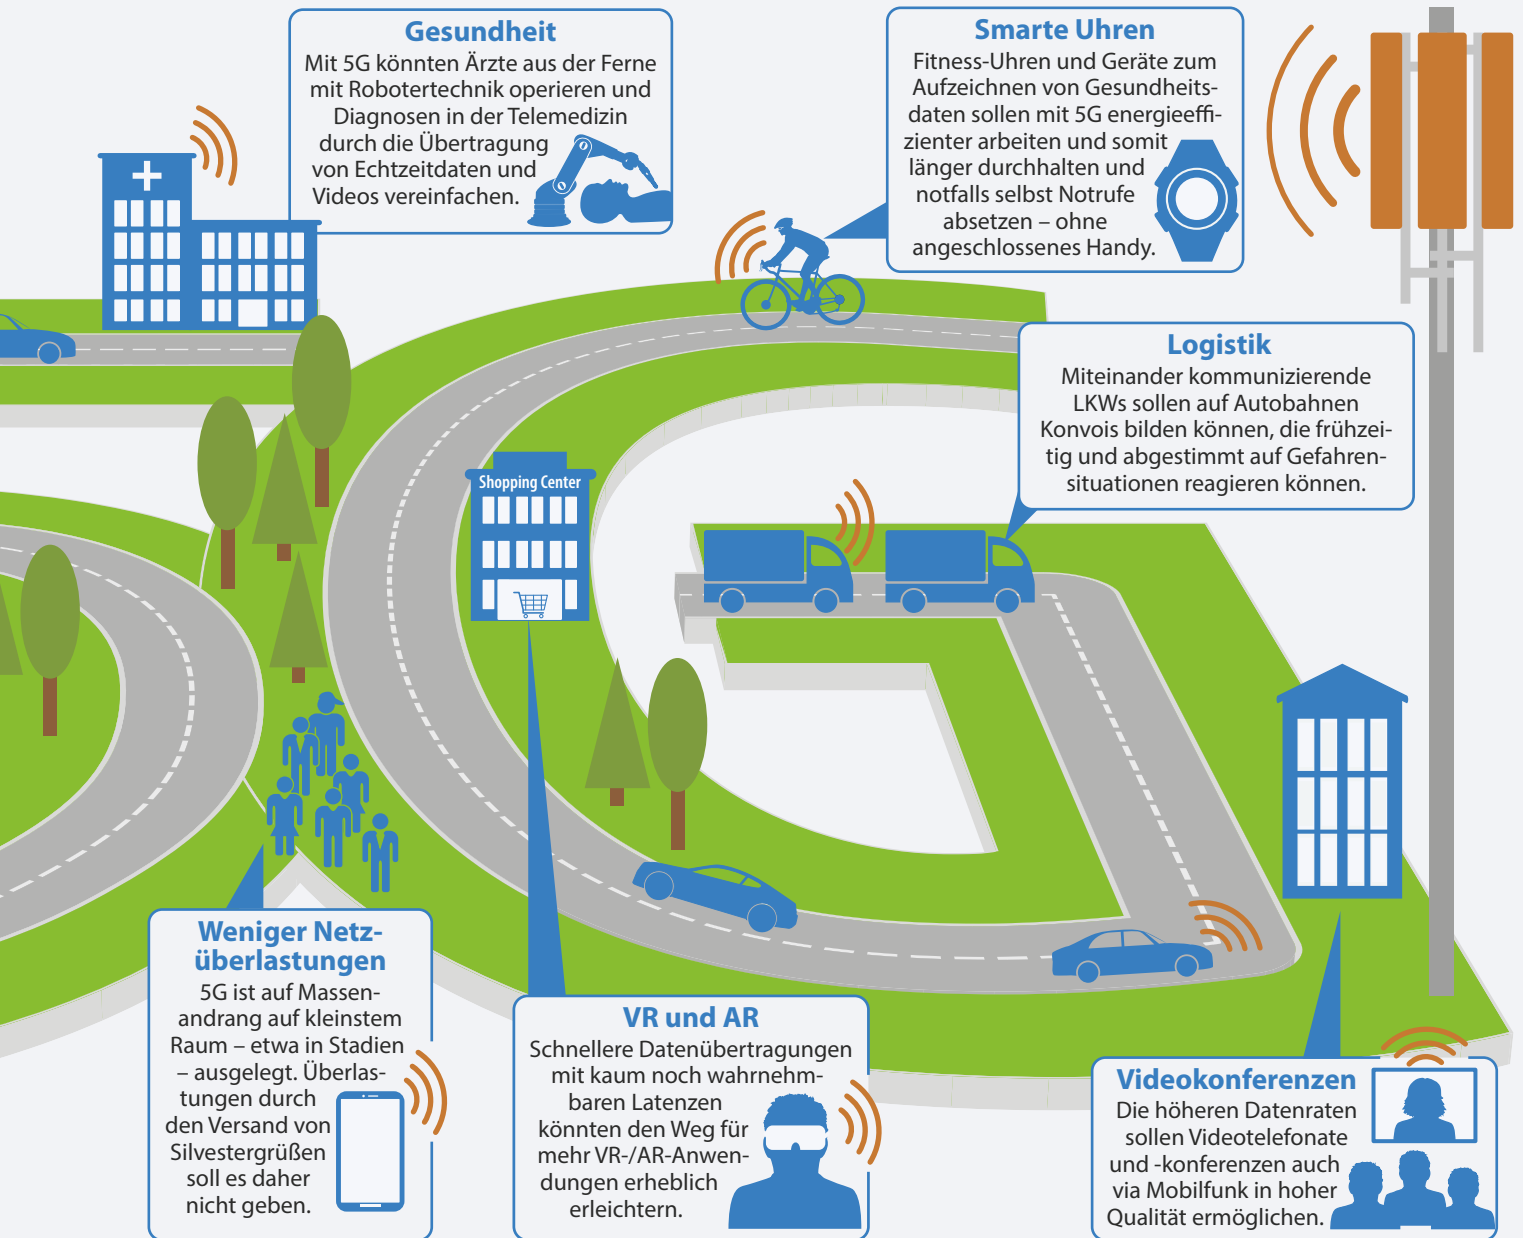 Gesundheit
Mit 5G könnten Ärzte aus der Ferne
mit Robotertechnik operieren und
Diagnosen in der Telemedizin
durch die Übertragung
von Echtzeitdaten und
Videos vereinfachen.
Smarte Uhren
Fitness-Uhren und Geräte zum
Aufzeichnen von Gesundheits-
daten sollen mit 5G energieeffi-
zienter arbeiten und somit
länger durchhalten und
notfalls selbst Notrufe
absetzen – ohne
angeschlossenes Handy.
Logistik
Miteinander kommunizierende
LKWs sollen auf Autobahnen
Konvois bilden können, die frühzei-
tig und abgestimmt auf Gefahren-
situationen reagieren können.
Shopping Center
Weniger Netz-
überlastungen
5G ist auf Massen-
andrang auf kleinstem
Raum – etwa in Stadien
– ausgelegt. Überlas-
tungen durch
den Versand von
Silvestergrüßen
soll es daher
nicht geben.
VR und AR
Schnellere Datenübertragungen
mit kaum noch wahrnehm-
baren Latenzen
könnten den Weg für
mehr VR-/AR-Anwen-
dungen erheblich
erleichtern.
Videokonferenzen
Die höheren Datenraten
sollen Videotelefonate
und -konferenzen auch
via Mobilfunk in hoher
Qualität ermöglichen.